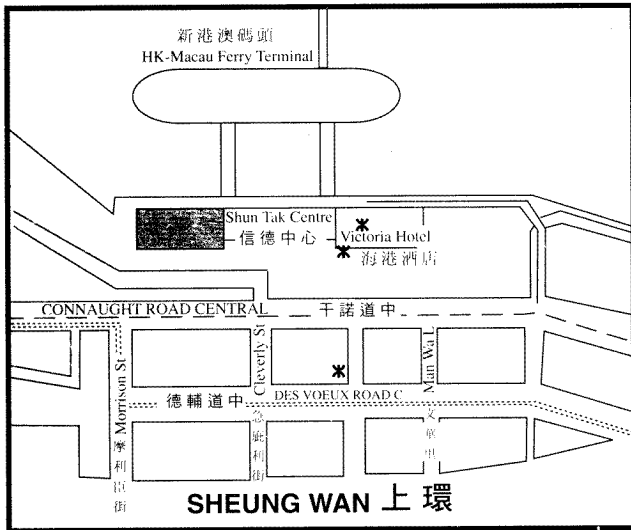 新港澳碼頭
HK-Macau Ferry Terminal
Shun Tak Centre
信德中心
Victoria Hotel
海港酒店
CONNAUGHT ROAD CENTRAL
干諾道中
Morrison St
摩利臣街
Cleverly St
急庇利街
Man Wa L
文華里
德輔道中
DES VOEUX ROAD C
SHEUNG WAN 上環